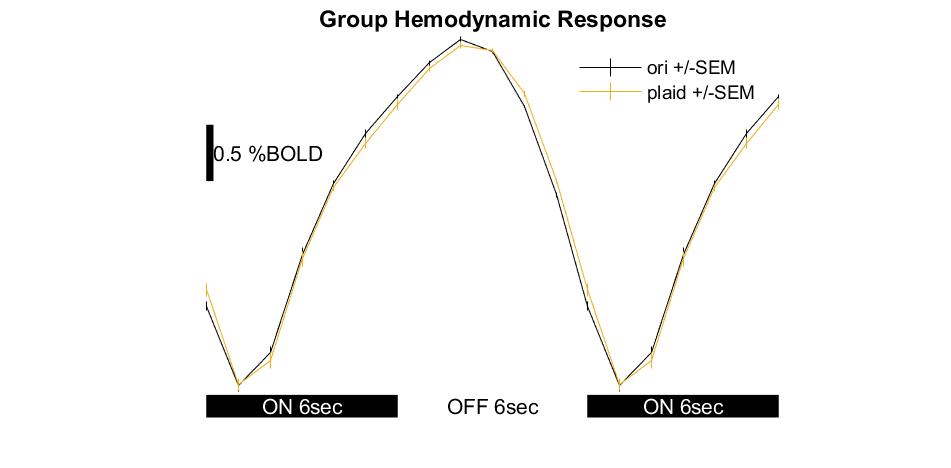 Group Hemodynamic Response
ori +/-SEM
plaid +/-SEM
0.5 %BOLD
ON 6sec
OFF 6sec
ON 6sec